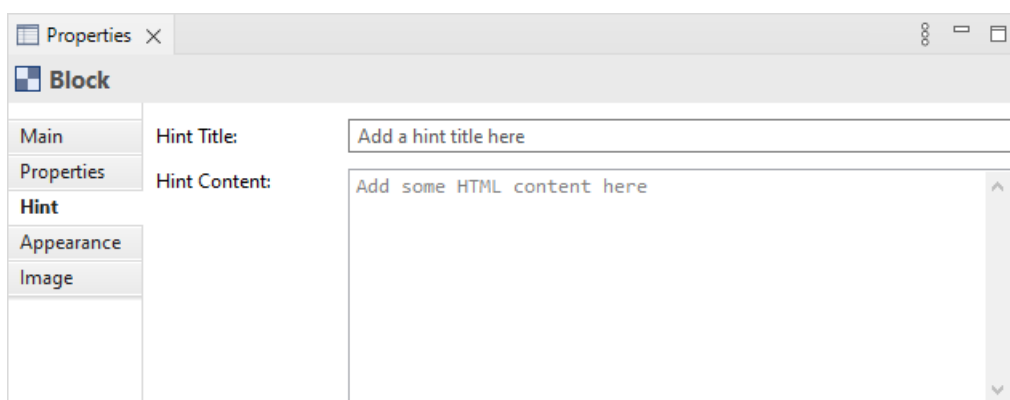 Properties
Block
Main
Hint Title:
Add a hint title here
Properties
Hint Content:
Add some HTML content here
Hint
Appearance
Image